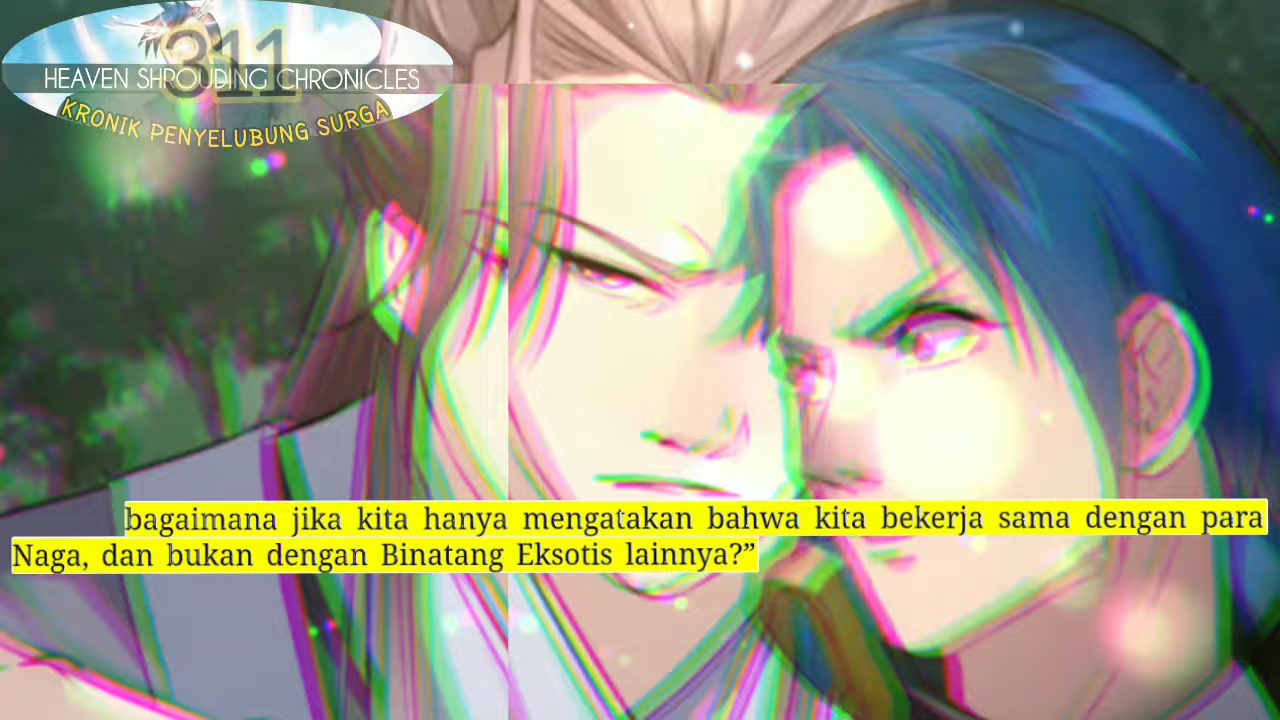 311
HEAVEN SHROUDING CHRONICLES
KRONIK PENYELUBUNG SURGA
bagaimana jika kita hanya mengatakan bahwa kita bekerja sama dengan para
Naga, dan bukan dengan Binatang Eksotis lainnya?”